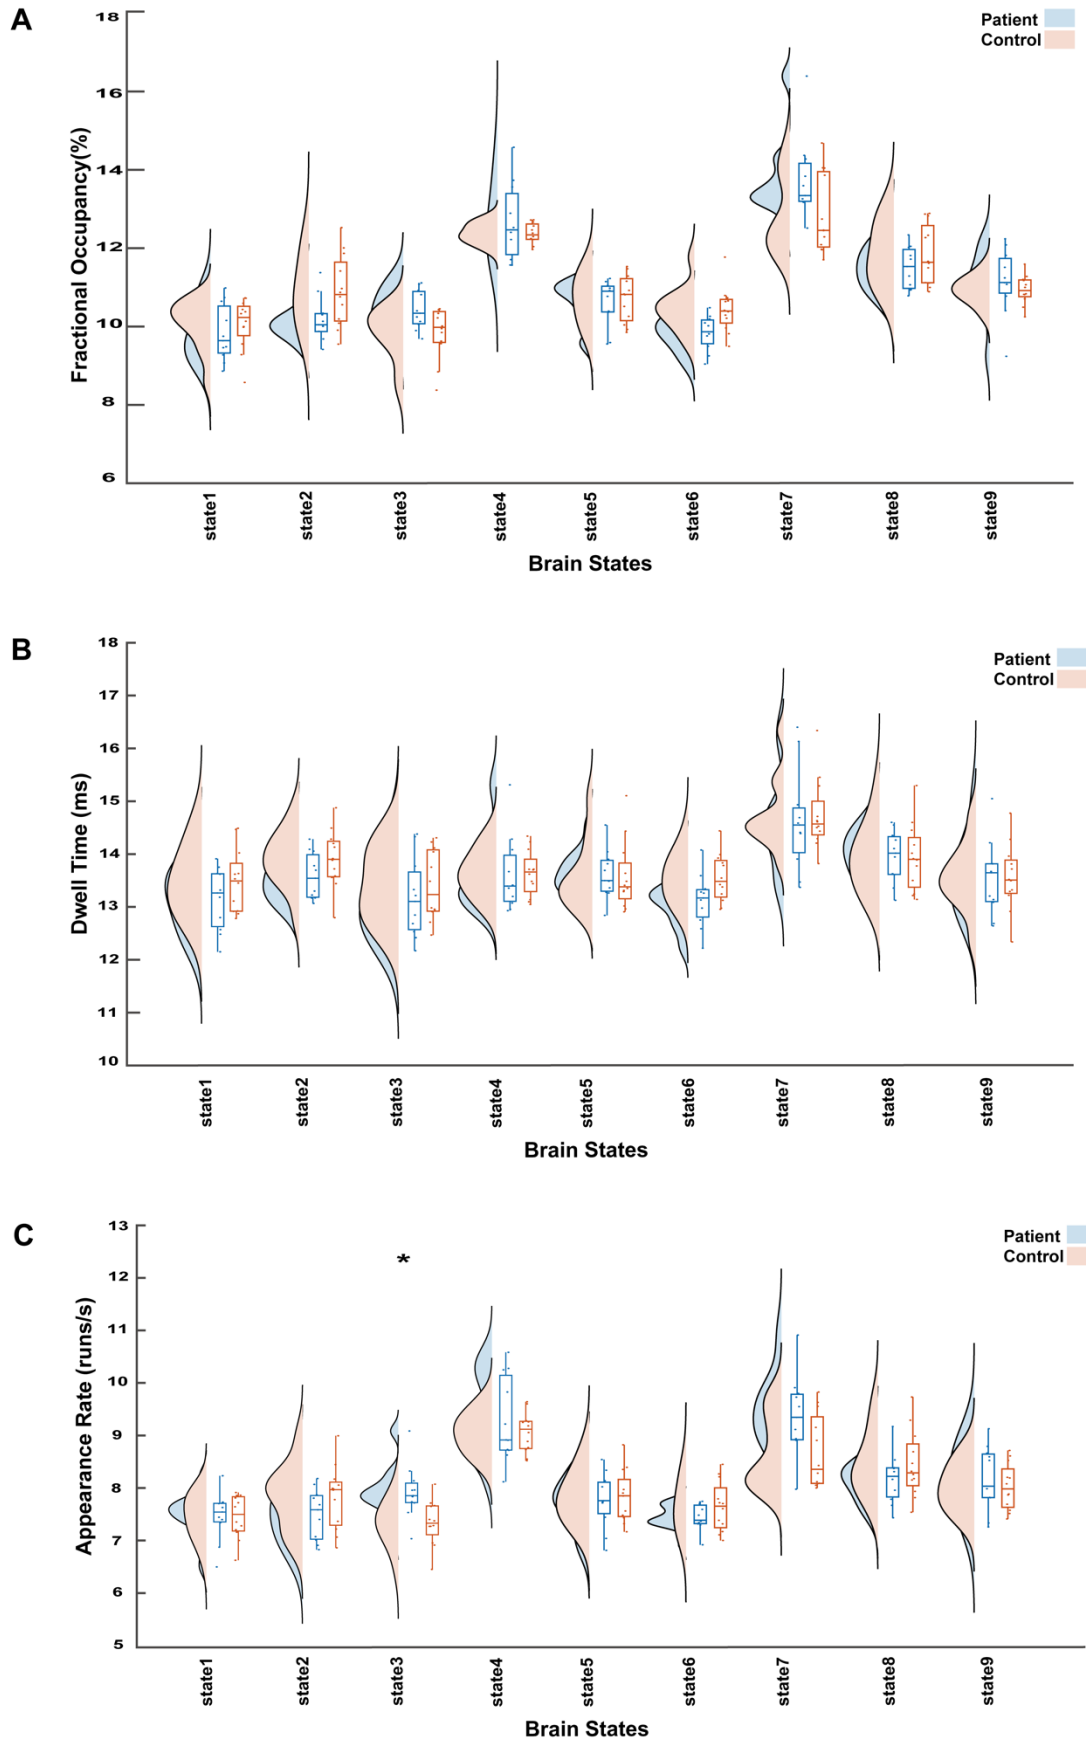 A
Patient
Control
Fractional Occupancy(%)
18
16
14
12
10
8
6
state1
state2
state3
state4
state5
state6
state7
state8
state9
Brain States
B
Patient
Control
Dwell Time (ms)
18
17
16
15
14
13
12
11
10
state1
state2
state3
state4
state5
state6
state7
state8
state9
Brain States
C
Patient
Control
Appearance Rate (runs/s)
13
12
11
10
9
8
7
6
5
*
state1
state2
state3
state4
state5
state6
state7
state8
state9
Brain States